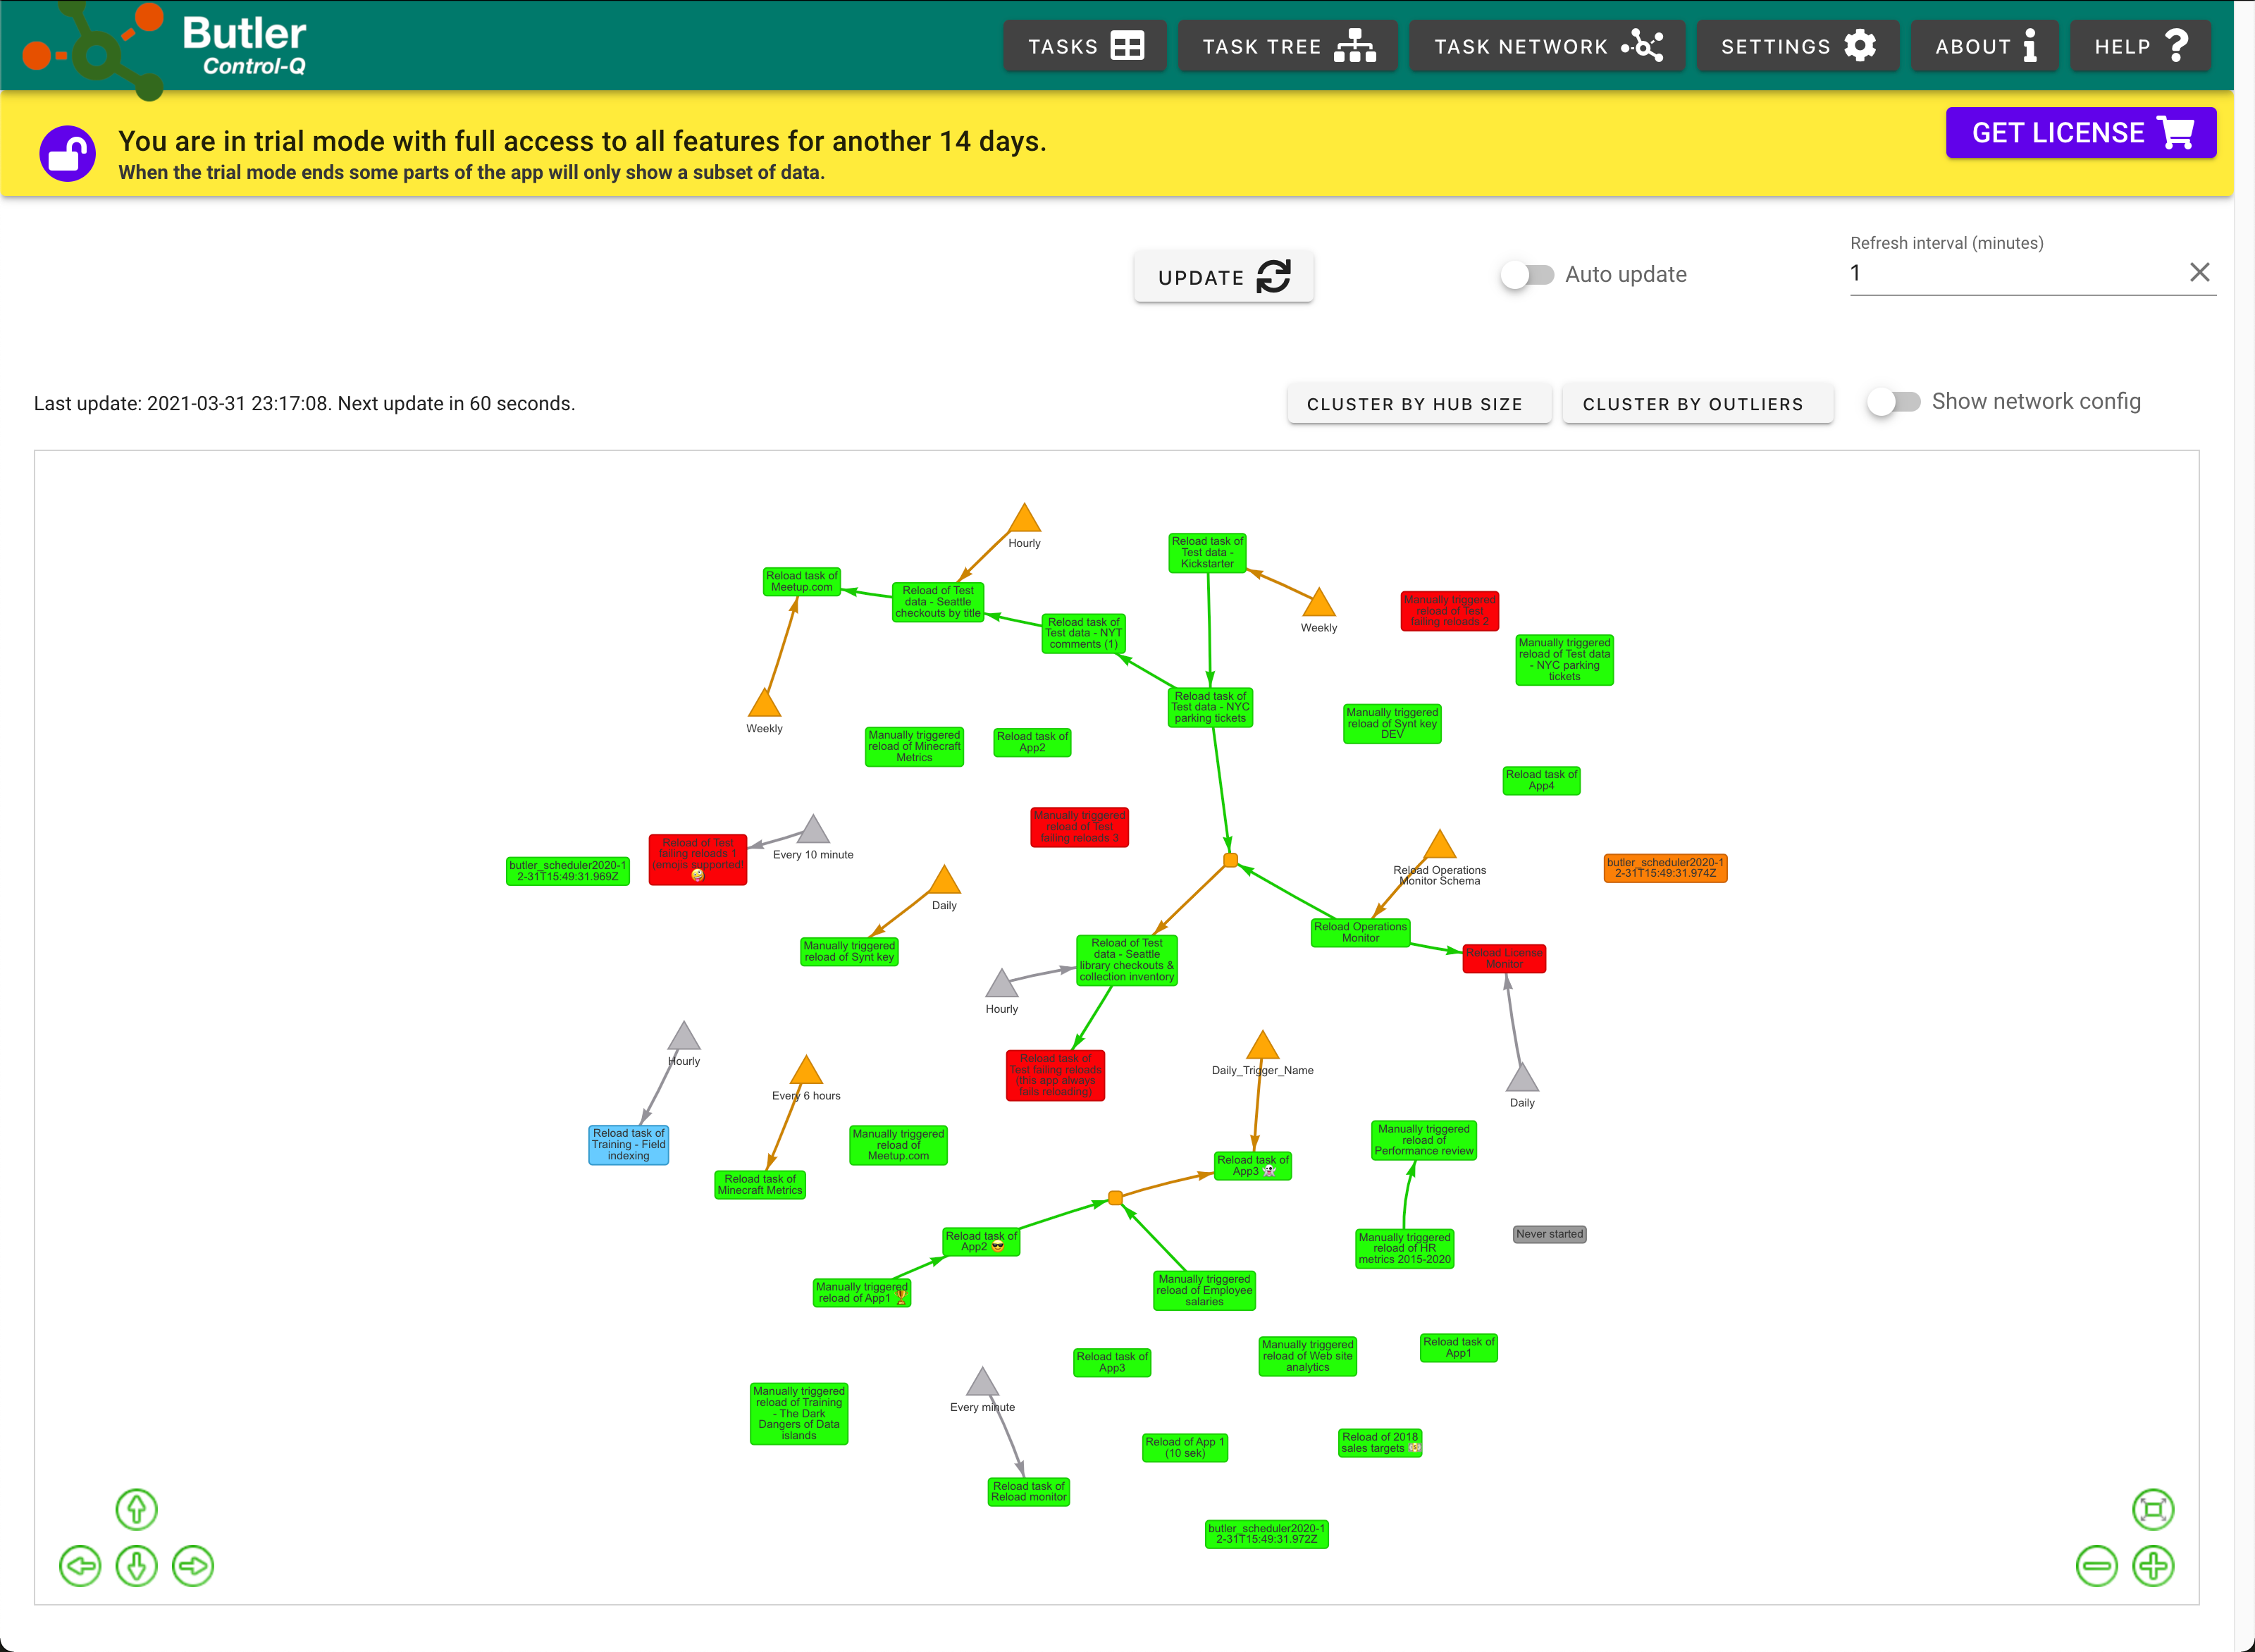 Butler
Control-Q
TASKS
TASK TREE
TASK NETWORK
SETTINGS
ABOUT
HELP
You are in trial mode with full access to all features for another 14 days.
When the trial mode ends some parts of the app will only show a subset of data.
GET LICENSE
UPDATE
Auto update
Refresh interval (minutes)
1
Last update: 2021-03-31 23:17:08. Next update in 60 seconds.
CLUSTER BY HUB SIZE
CLUSTER BY OUTLIERS
Show network config
Hourly
Reload task of
Test data -
Kickstarter
Reload task of
Meetup.com
Reload of Test
data - Seattle
checkouts by title
Weekly
Manually triggered
reload of Test
failing reloads 2
Reload task of
Test data - NYT
comments (1)
Manually triggered
reload of Test data
- NYC parking
tickets
Reload task of
Test data - NYC
parking tickets
Weekly
Manually triggered
reload of Synt key
DEV
Manually triggered
reload of Minecraft
Metrics
Reload task of
App2
Reload task of
App4
Manually triggered
reload of Test
failing reloads 3
Reload of Test
failing reloads 1
(emojis supported!
🤪
Every 10 minute
butler_scheduler2020-1
2-31T15:49:31.969Z
Reload Operations
Monitor Schema
butler_scheduler2020-1
2-31T15:49:31.974Z
Daily
Manually triggered
reload of Synt key
Reload Operations
Monitor
Reload of Test
data - Seattle
library checkouts &
collection inventory
Reload License
Monitor
Hourly
Hourly
Reload task of
Test failing reloads
(this app always
fails reloading)
Daily_Trigger_Name
Every 6 hours
Daily
Reload task of
Training - Field
indexing
Manually triggered
reload of
Meetup.com
Manually triggered
reload of
Performance review
Reload task of
App3 👻
Reload task of
Minecraft Metrics
Reload task of
App2 😎
Manually triggered
reload of HR
metrics 2015-2020
Never started
Manually triggered
reload of App1 🏆
Manually triggered
reload of Employee
salaries
Reload task of
App3
Manually triggered
reload of Web site
analytics
Reload task of
App1
Manually triggered
reload of Training
- The Dark
Dangers of Data
islands
Every minute
Reload of App 1
(10 sek)
Reload of 2018
sales targets
Reload task of
Reload monitor
butler_scheduler2020-1
2-31T15:49:31.972Z